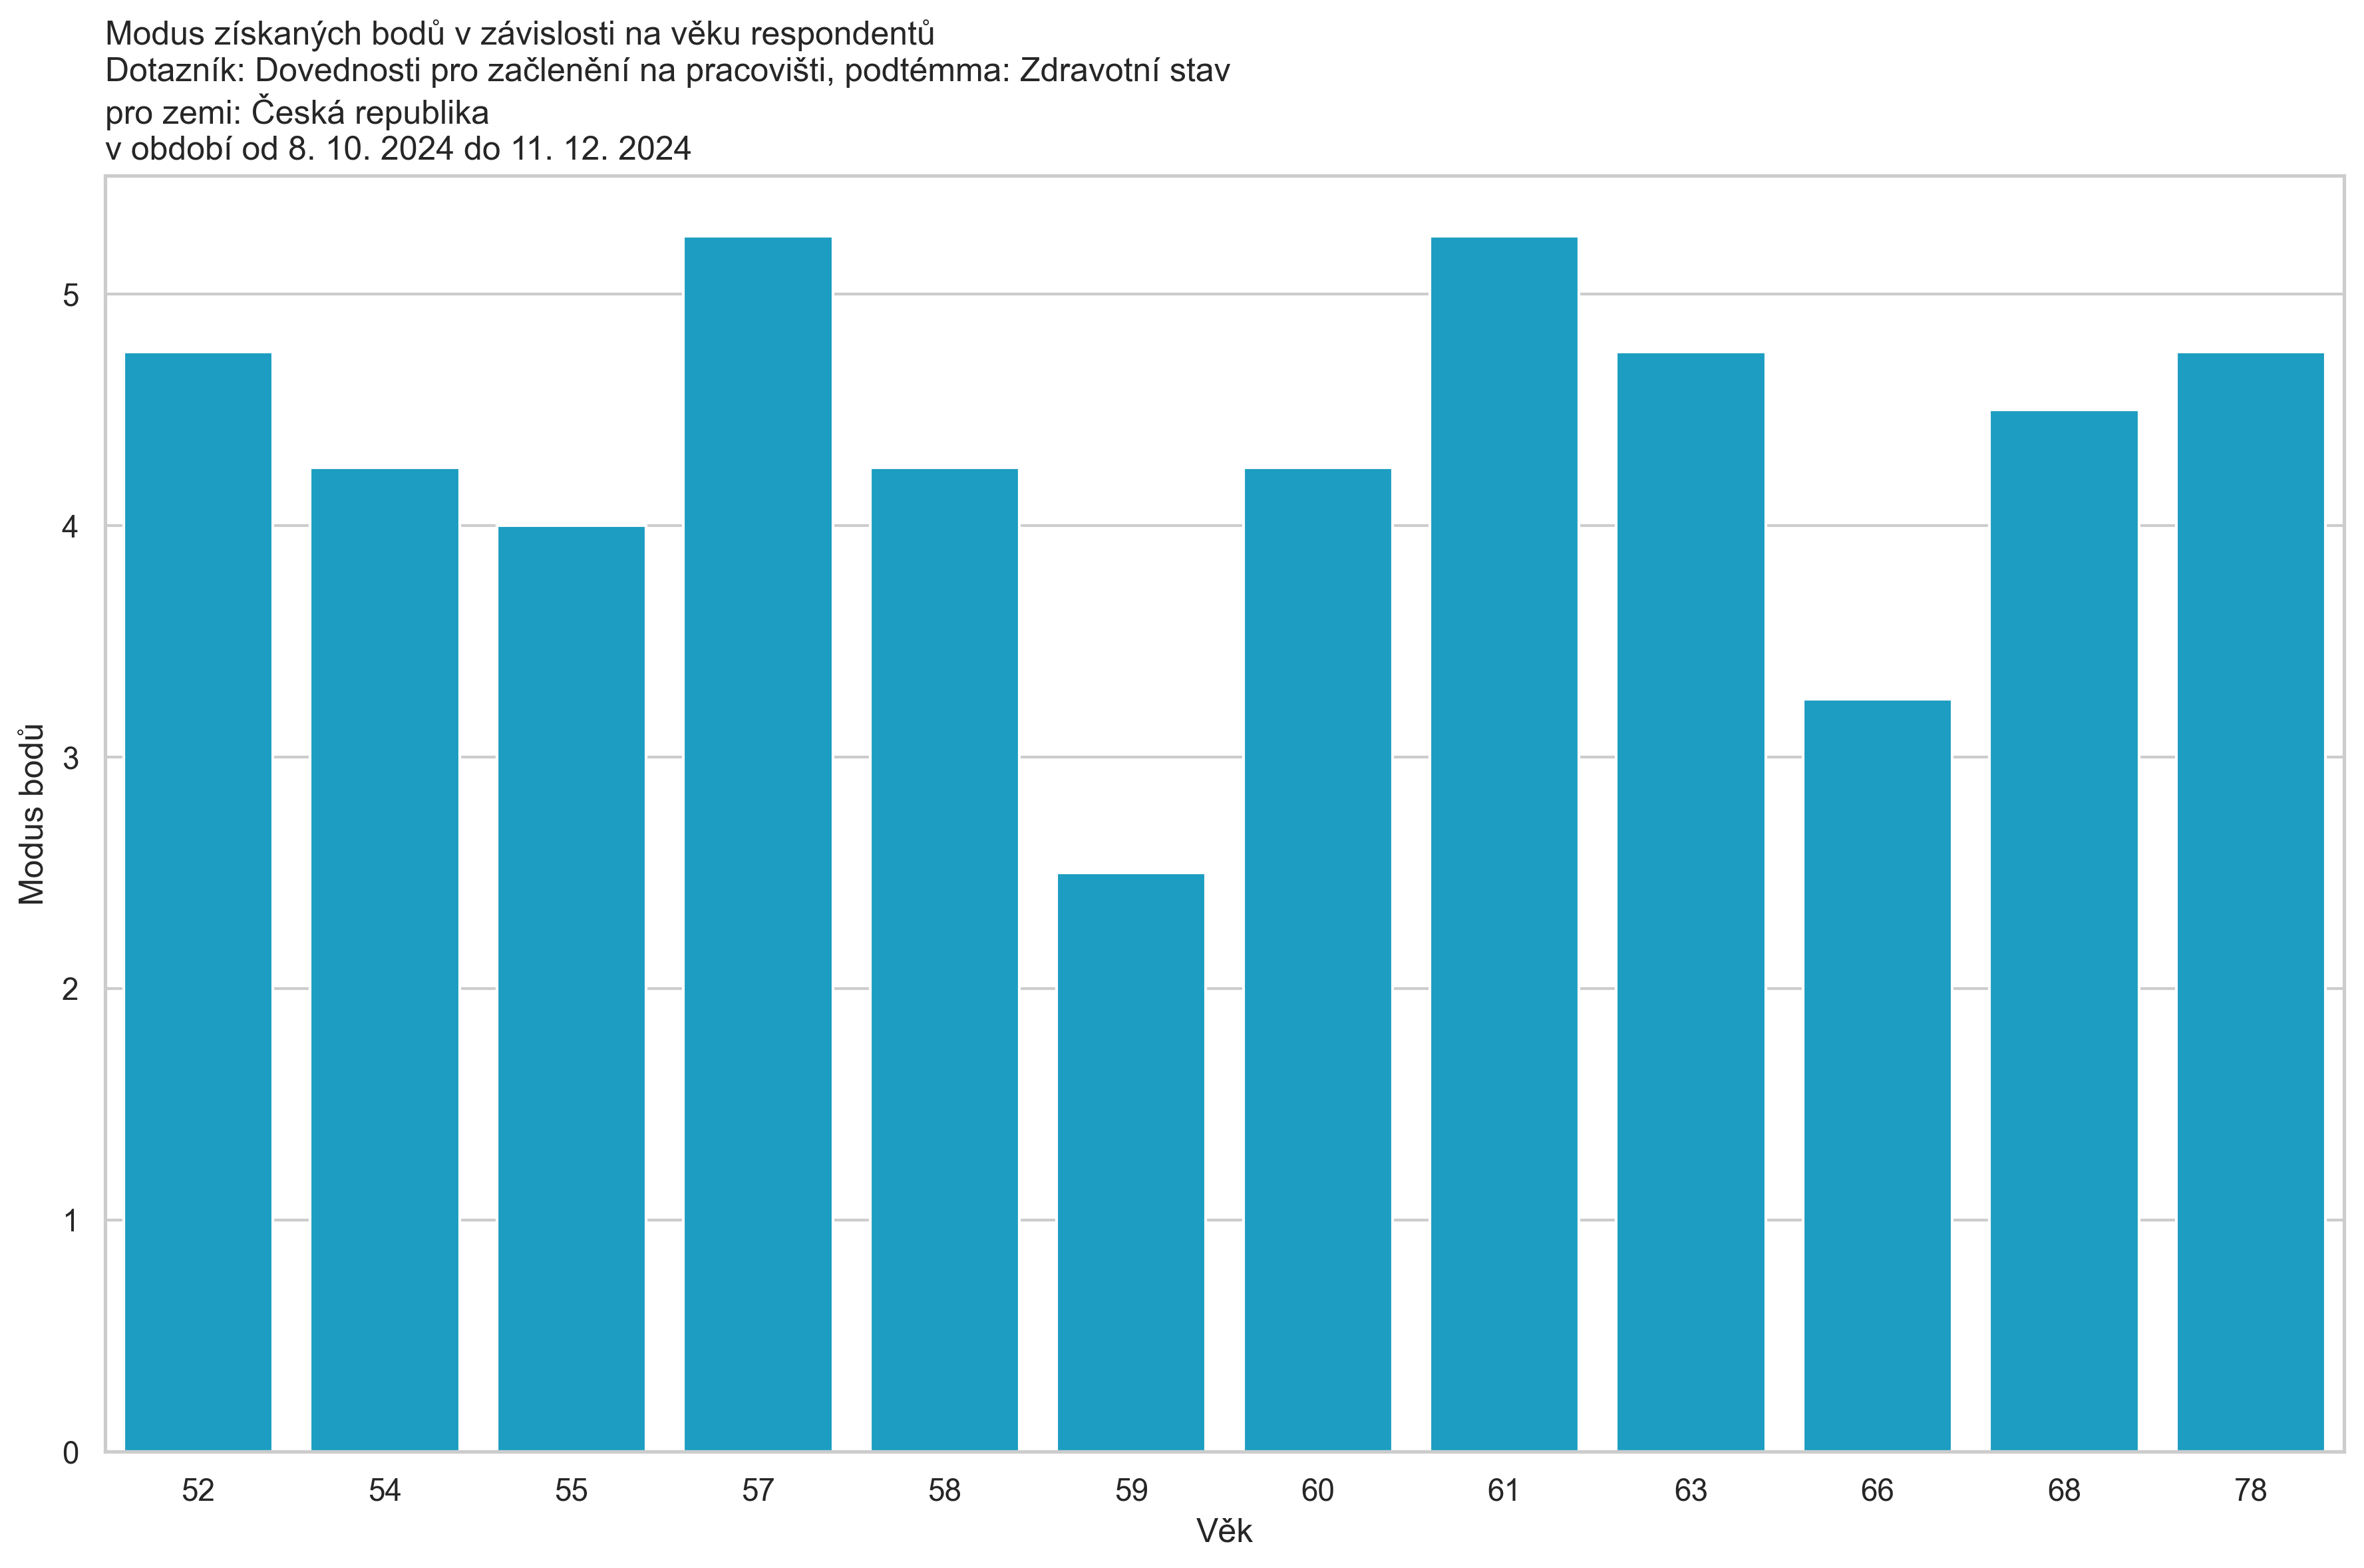 Modus získaných bodů v závislosti na věku respondentů
Dotazník: Dovednosti pro začlenění na pracovišti, podtémma: Zdravotní stav
pro zemi: Česká republika
v období od 8. 10. 2024 do 11. 12. 2024
Modus bodů
5
4
3
2
1
0
52 54 55 57 58 59 60 61 63 66 68 78
Věk